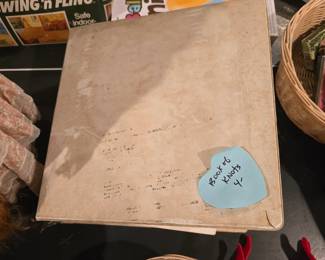 WING 'n FLING
Safe
Indoor
BOOK OF
KNOTS
4/-